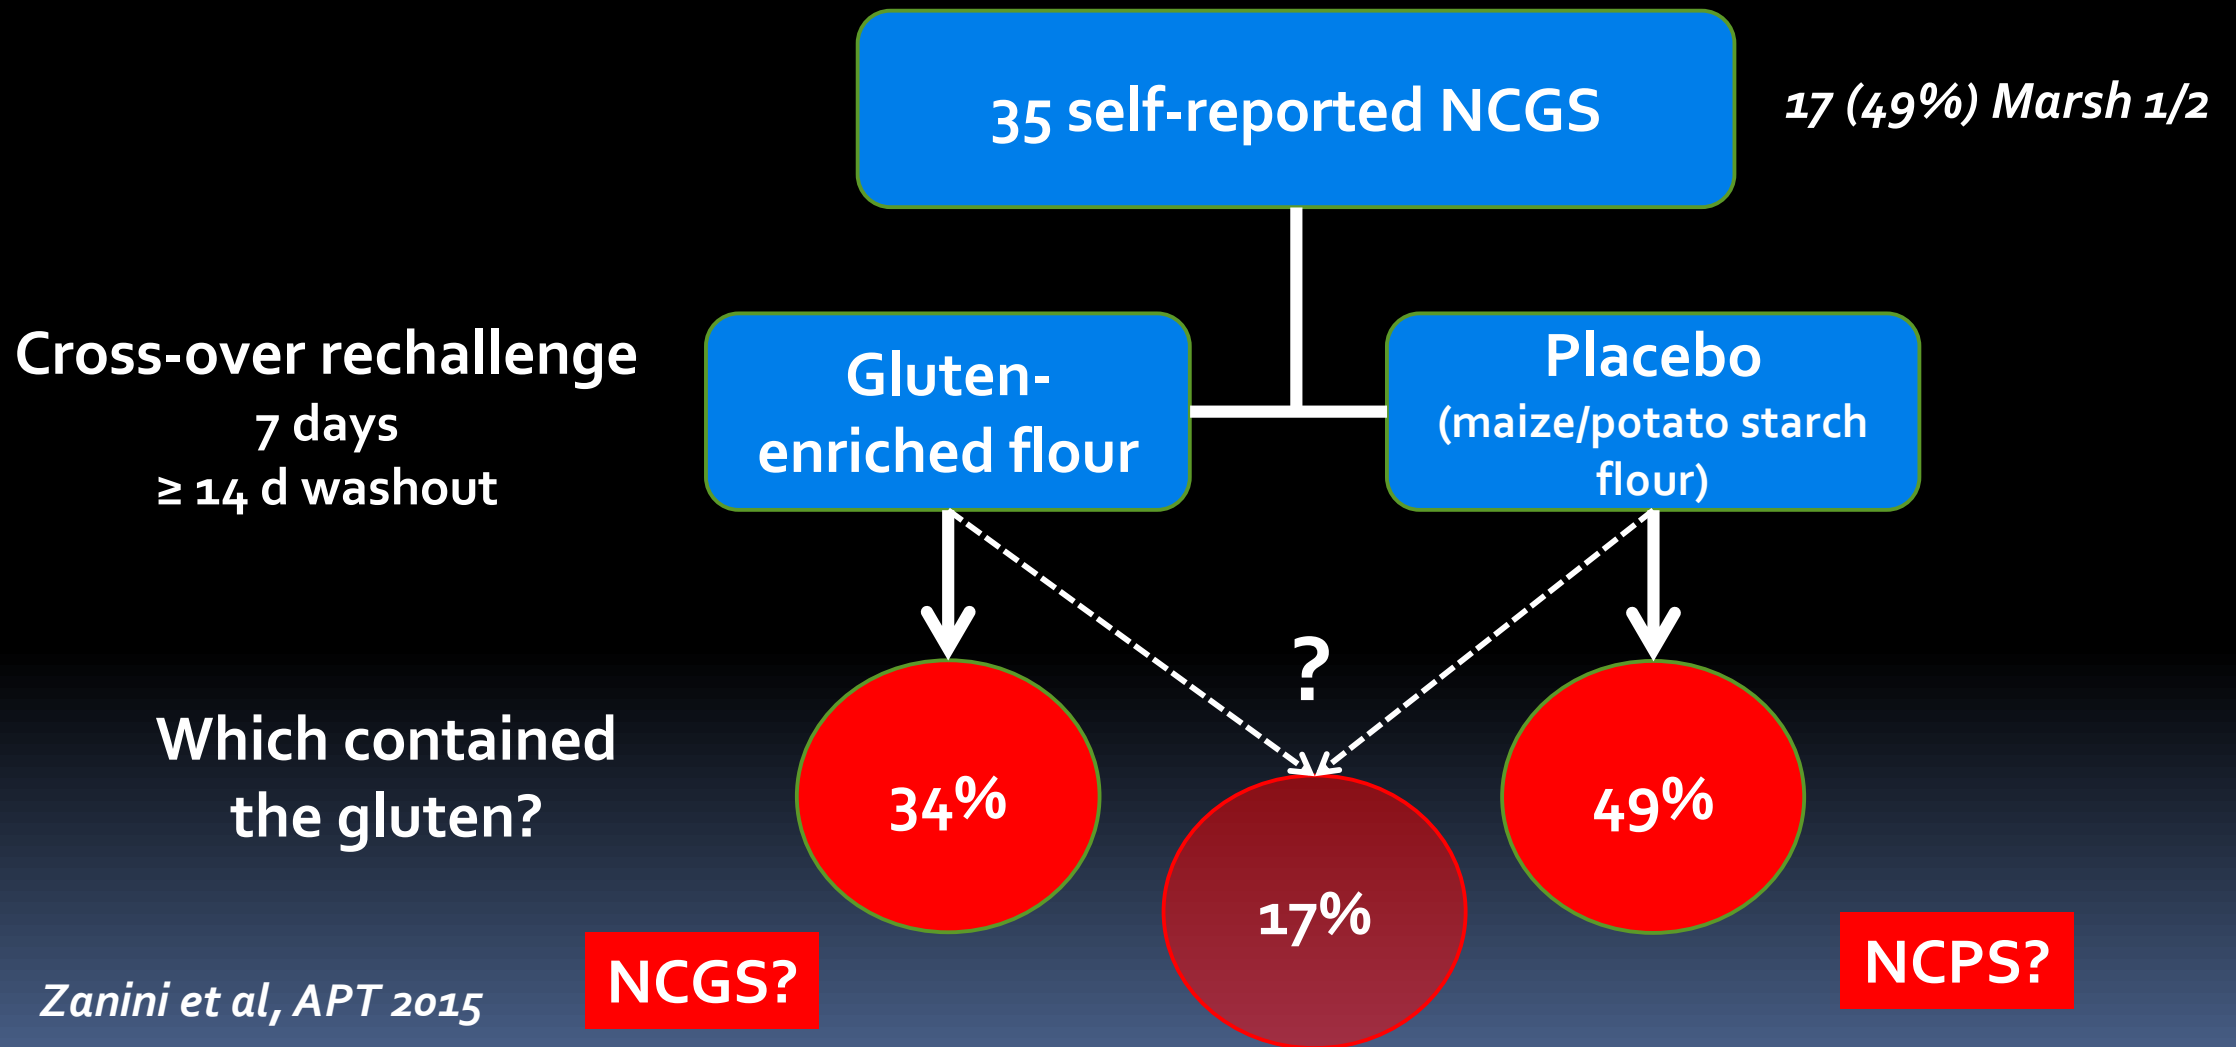 35 self-reported NCGS
17 (49%) Marsh 1/2
Cross-over rechallenge
7 days
≥ 14 d washout
Gluten-
enriched flour
Placebo
(maize/potato starch
flour)
?
Which contained
the gluten?
34%
17%
49%
NCGS?
NCPS?
Zanini et al, APT 2015